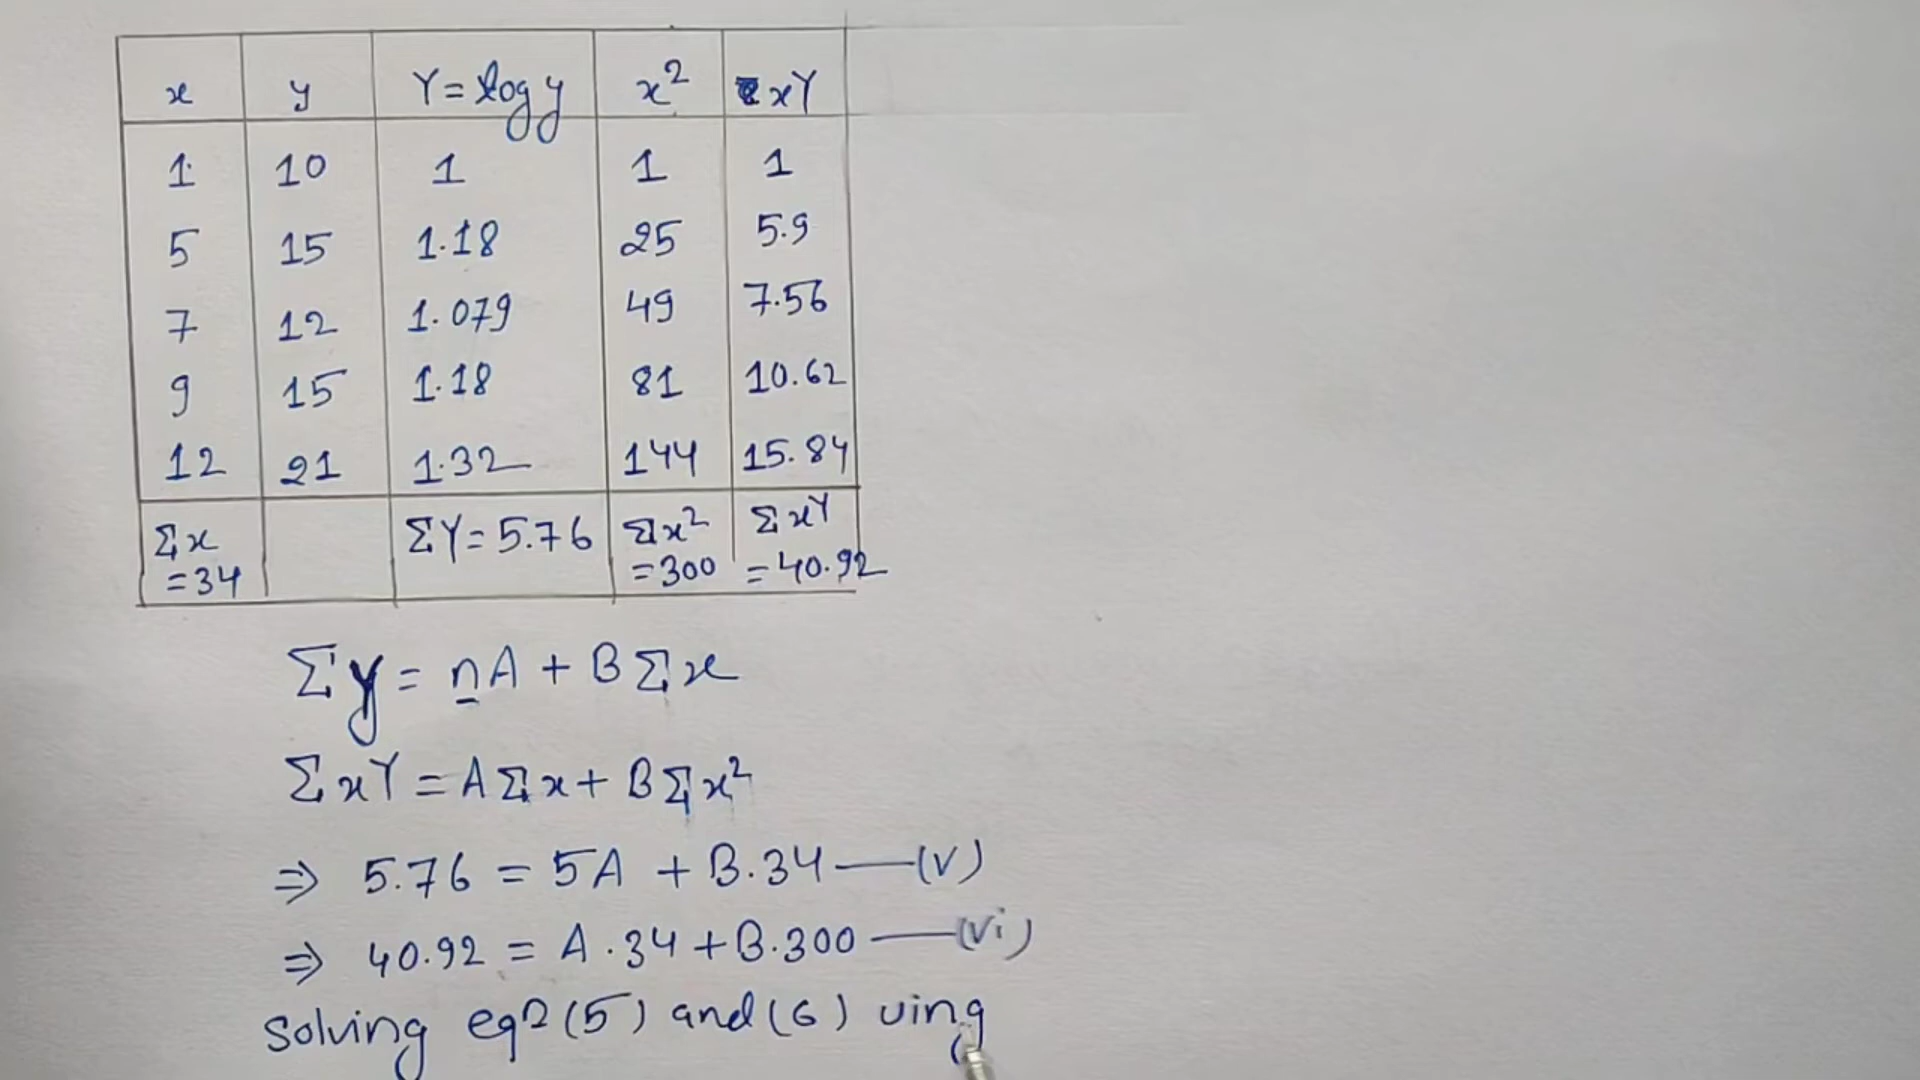 x y Y = log y x² xY
1 10 1 1 1
5 15 1.18 25 5.9
7 12 1.079 49 7.56
9 15 1.18 81 10.62
12 21 1.32 144 15.84
Σx ΣY = 5.76 Σx² ΣxY
= 34 = 300 = 40.92
Σy = nA + BΣx
ΣxY = AΣx + BΣx²
⇒ 5.76 = 5A + B.34 —(V)
⇒ 40.92 = A.34 + B.300 —(Vi)
Solving eqn (5) and (6) uing